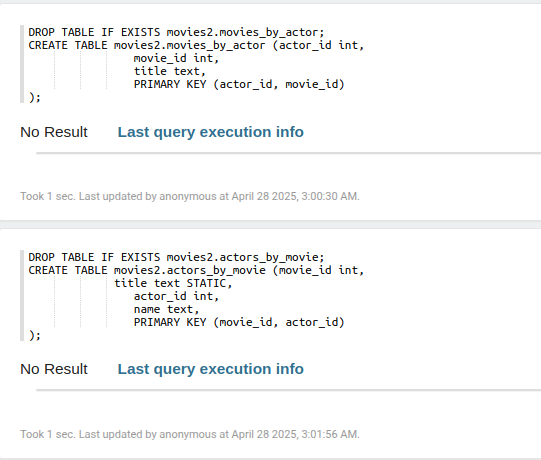 DROP TABLE IF EXISTS movies2.movies_by_actor;
CREATE TABLE movies2.movies_by_actor (actor_id int,
movie_id int,
title text,
PRIMARY KEY (actor_id, movie_id)
);
No Result Last query execution info
Took 1 sec. Last updated by anonymous at April 28 2025, 3:00:30 AM.
DROP TABLE IF EXISTS movies2.actors_by_movie;
CREATE TABLE movies2.actors_by_movie (movie_id int,
title text STATIC,
actor_id int,
name text,
PRIMARY KEY (movie_id, actor_id)
);
No Result Last query execution info
Took 1 sec. Last updated by anonymous at April 28 2025, 3:01:56 AM.